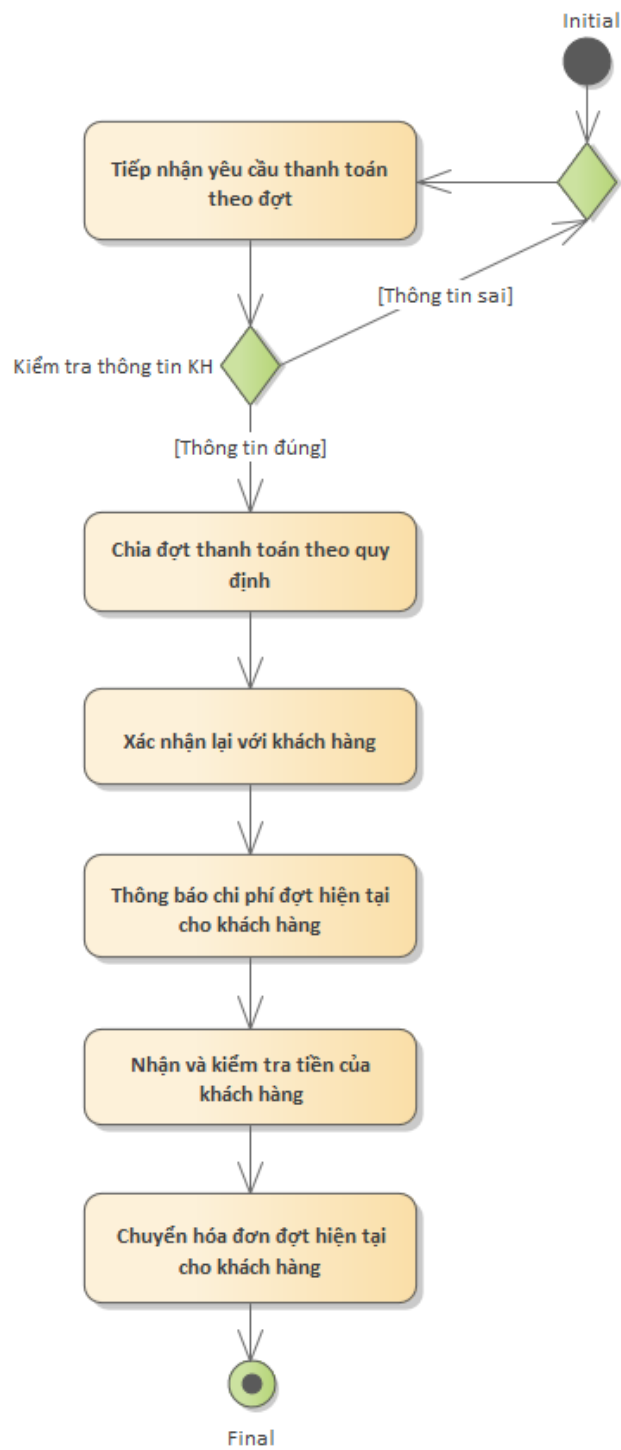 Initial
Tiếp nhận yêu cầu thanh toán
theo đợt
[Thông tin sai]
Kiểm tra thông tin KH
[Thông tin đúng]
Chia đợt thanh toán theo quy
định
Xác nhận lại với khách hàng
Thông báo chi phí đợt hiện tại
cho khách hàng
Nhận và kiểm tra tiền của
khách hàng
Chuyển hóa đơn đợt hiện tại
cho khách hàng
Final